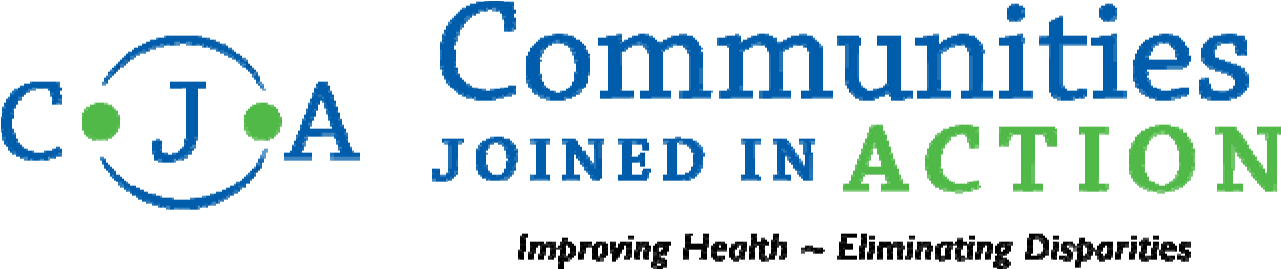 C • J • A
Communities
JOINED IN ACTION
Improving Health ~ Eliminating Disparities